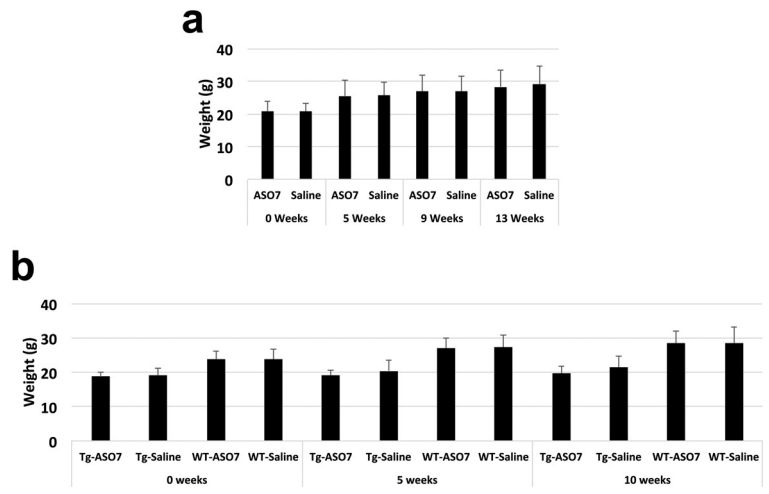 a
40
30
20
10
0
Weight (g)
ASO7 Saline ASO7 Saline ASO7 Saline ASO7 Saline
0 Weeks 5 Weeks 9 Weeks 13 Weeks
b
40
30
20
10
0
Weight (g)
Tg-ASO7 Tg-Saline WT-ASO7 WT-Saline Tg-ASO7 Tg-Saline WT-ASO7 WT-Saline Tg-ASO7 Tg-Saline WT-ASO7 WT-Saline
0 weeks 5 weeks 10 weeks